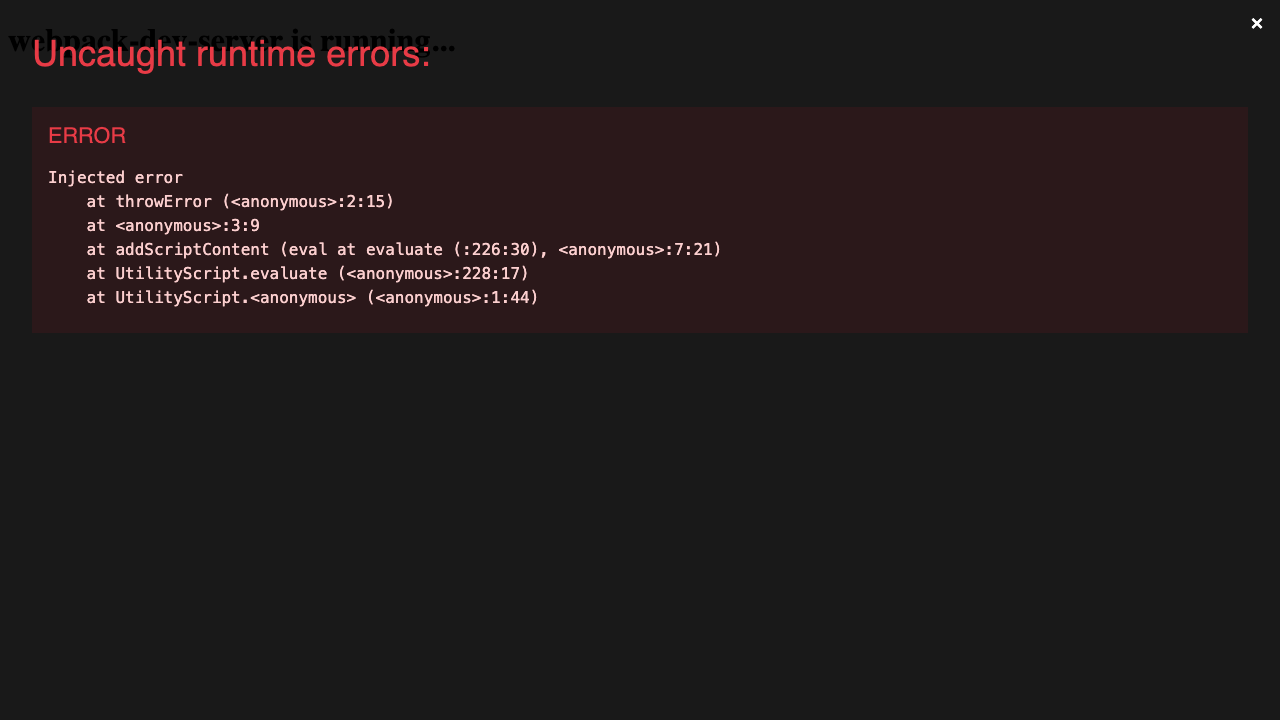 webpack-dev-server is running...
Uncaught runtime errors:
×
ERROR
Injected error
at throwError (<anonymous>:2:15)
at <anonymous>:3:9
at addScriptContent (eval at evaluate (:226:30), <anonymous>:7:21)
at UtilityScript.evaluate (<anonymous>:228:17)
at UtilityScript.<anonymous> (<anonymous>:1:44)